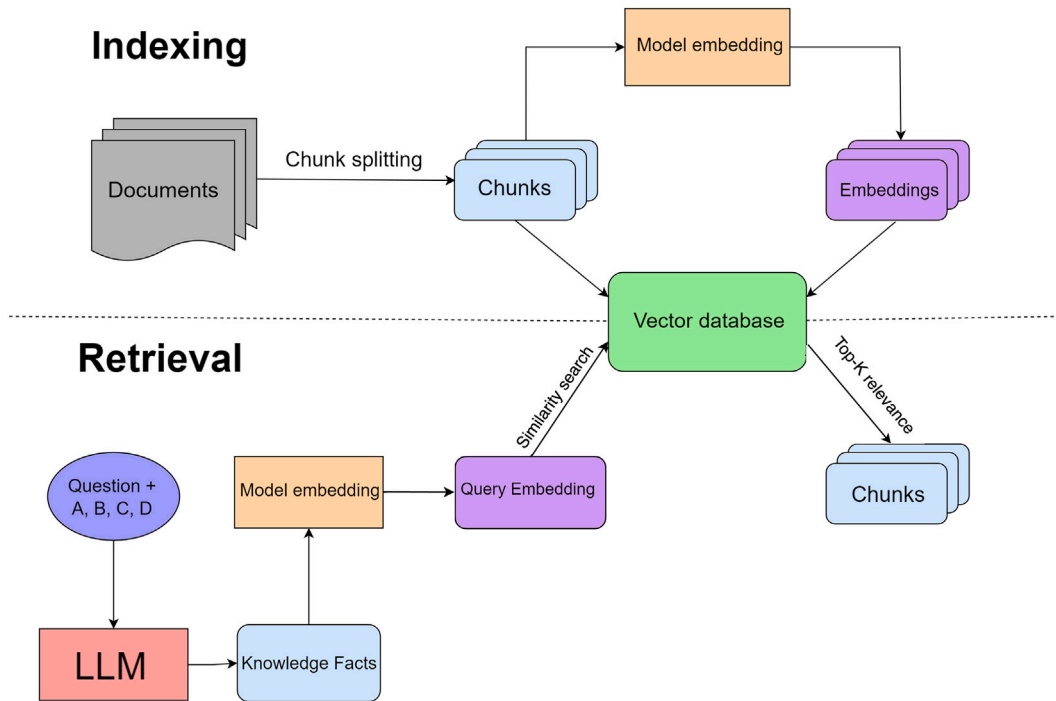 Indexing
Model embedding
Documents
Chunk splitting
Chunks
Embeddings
Vector database
Retrieval
Similarity search
Top-K relevance
Question +
A, B, C, D
Model embedding
Query Embedding
Chunks
LLM
Knowledge Facts